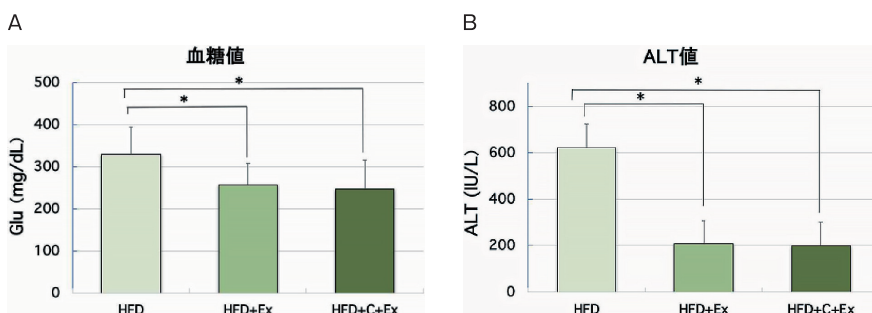 A
血糖値
500
400
300
200
100
0
Glu (mg/dL)
*
*
HFD
HFD+Ex
HFD+C+Ex
B
ALT値
800
600
400
200
0
ALT (IU/L)
*
*
HFD
HFD+Ex
HFD+C+Ex